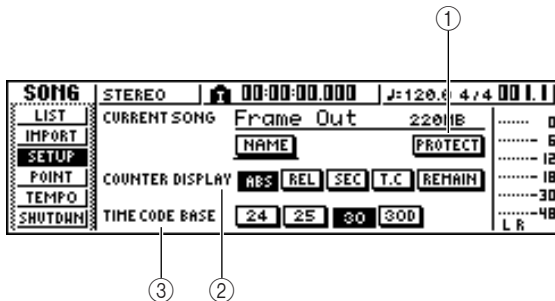 ①
SONG STEREO 00:00:00.000 ♩=120.0 4/4 001.1
LIST CURRENT SONG Frame Out 220MB 0
IMPORT NAME PROTECT 6
SETUP 12
POINT COUNTER DISPLAY ABS REL SEC T.C REMAIN 18
TEMPO 30
SHUTDWN TIME CODE BASE 24 25 30 30D 48
L R
③ ②